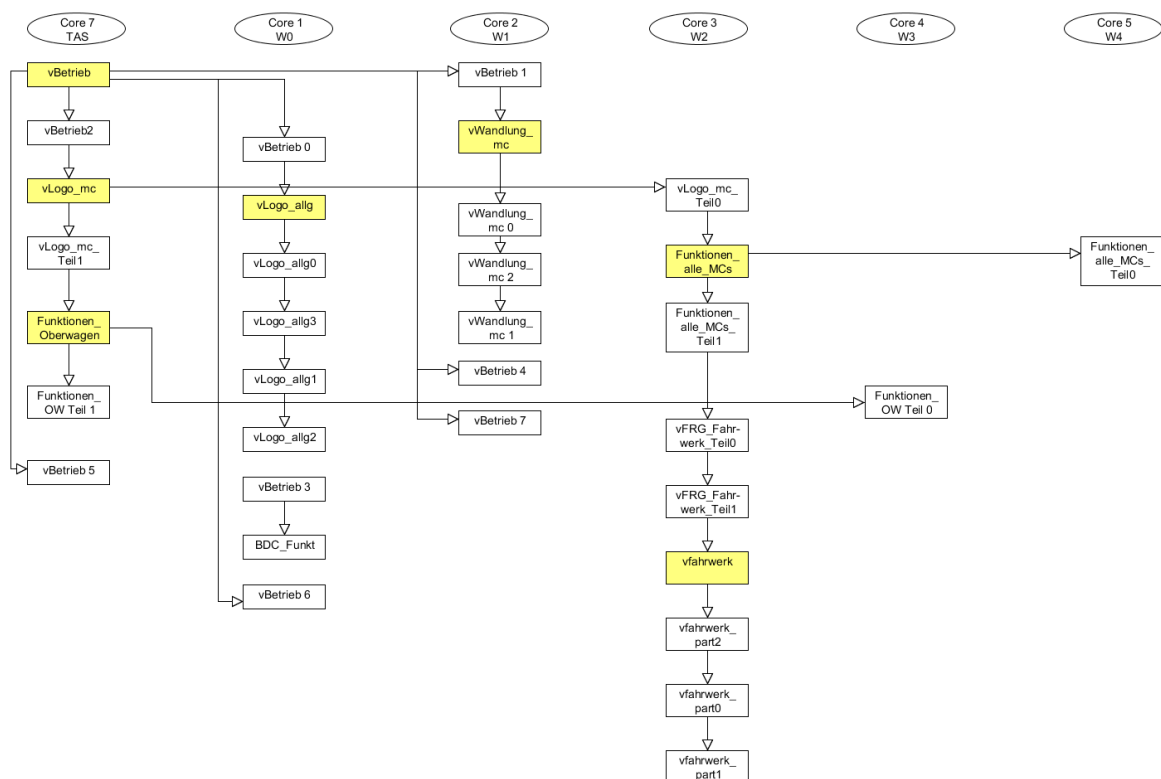 Core 7
TAS
Core 1
W0
Core 2
W1
Core 3
W2
Core 4
W3
Core 5
W4
vBetrieb
vBetrieb2
vLogo_mc
vLogo_mc_
Teil1
Funktionen_
Oberwagen
Funktionen_
OW Teil 1
vBetrieb 5
vBetrieb 0
vLogo_allg
vLogo_allg0
vLogo_allg3
vLogo_allg1
vLogo_allg2
vBetrieb 3
BDC_Funkt
vBetrieb 6
vBetrieb 1
vWandlung_
mc
vWandlung_
mc 0
vWandlung_
mc 2
vWandlung_
mc 1
vBetrieb 4
vBetrieb 7
vLogo_mc_
Teil0
Funktionen_
alle_MCs
Funktionen_
alle_MCs_
Teil1
vFRG_Fahr-
werk_Teil0
vFRG_Fahr-
werk_Teil1
vfahrwerk
vfahrwerk_
part2
vfahrwerk_
part0
vfahrwerk_
part1
Funktionen_
OW Teil 0
Funktionen_
alle_MCs_
Teil0